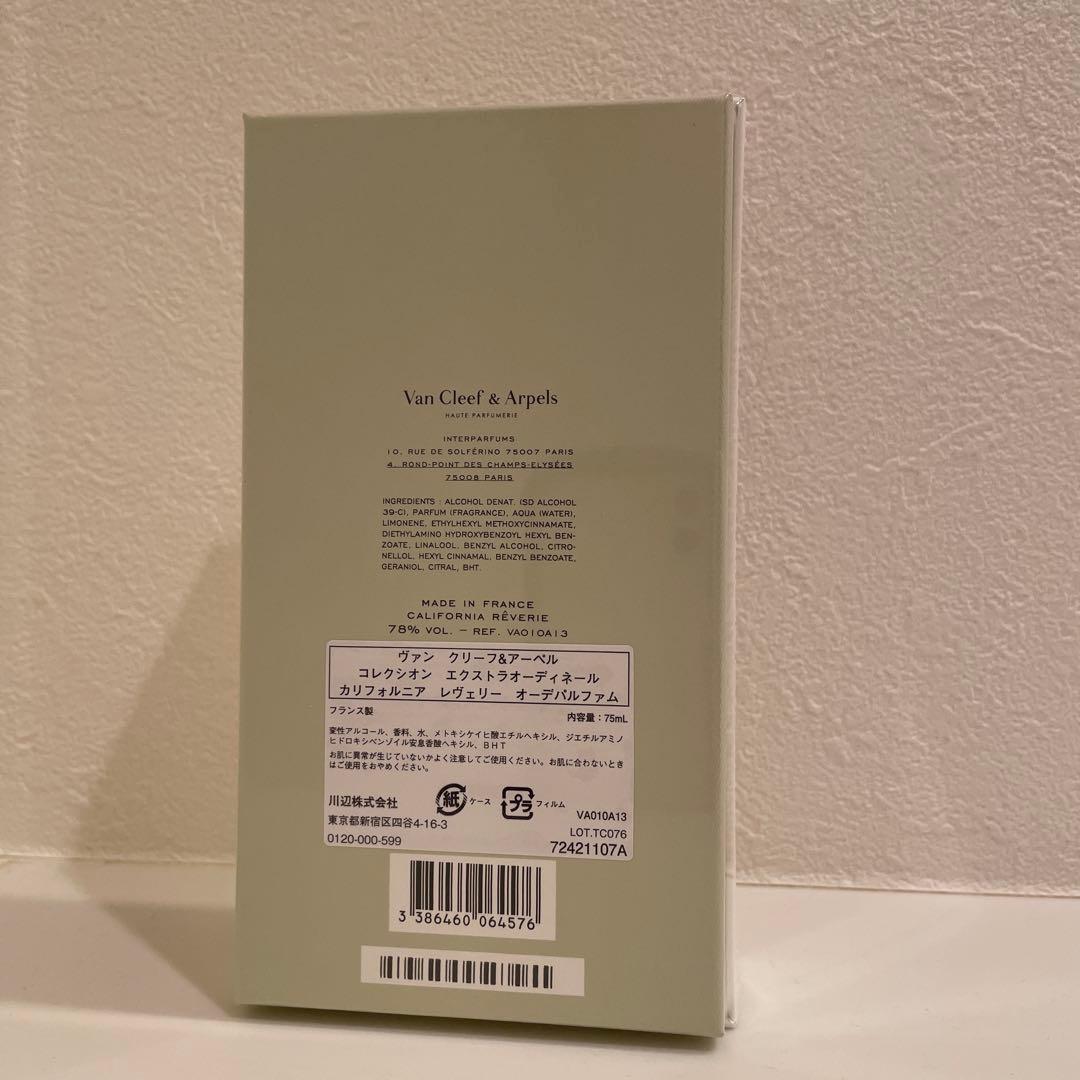 Van Cleef & Arpels
HAUTE PARFUMERIE
INTERPARFUMS
10, RUE DE SOLFÉRINO 75007 PARIS
4, ROND-POINT DES CHAMPS-ELYSÉES
75008 PARIS
INGREDIENTS : ALCOHOL DENAT. (SD ALCOHOL
39-C), PARFUM (FRAGRANCE), AQUA (WATER),
LIMONENE, ETHYLHEXYL METHOXYCINNAMATE,
DIETHYLAMINO HYDROXYBENZOYL HEXYL BEN-
ZOATE, LINALOOL, BENZYL ALCOHOL, CITRO-
NELLOL, HEXYL CINNAMAL, BENZYL BENZOATE,
GERANIOL, CITRAL, BHT.
MADE IN FRANCE
CALIFORNIA RÊVERIE
78% VOL. – REF. VA010A13
ヴァン クリーフ&アーペル
コレクシオン エクストラオーディネール
カリフォルニア レヴェリー オーデパルファム
フランス製 内容量：75mL
変性アルコール、香料、水、メトキシケイヒ酸エチルヘキシル、ジエチルアミノ
ヒドロキシベンゾイル安息香酸ヘキシル、BHT
お肌に異常が生じていないかよく注意してご使用ください。お肌に合わないとき
はご使用をおやめください。
川辺株式会社 紙 ケース プラ フィルム VA010A13
東京都新宿区四谷4-16-3 LOT.TC076
0120-000-599 72421107A
3 386460 064576